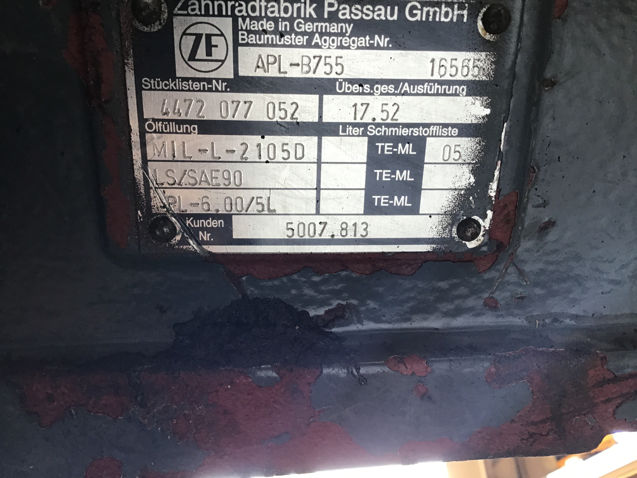 Zahnradfabrik Passau GmbH
ZF
Made in Germany
Baumuster Aggregat-Nr.
APL-B755 16565
Stücklisten-Nr. Übers.ges./Ausführung
4472 077 052 17.52
Ölfüllung Liter Schmierstoffliste
MIL-L-2105D TE-ML 05
LS/SAE90 TE-ML
PL-6.00/5L TE-ML
Kunden Nr. 5007.813